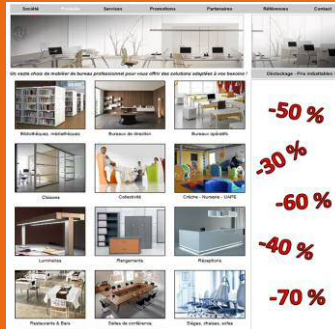 Société Produits Services Promotions Partenaires Références Contact
Un vaste choix de mobilier de bureau professionnel pour vous offrir des solutions adaptées à vos besoins !
Déstockage - Prix imbattables !
Bibliothèques, médiathèques
Bureaux de direction
Bureaux opératifs
-50 %
-30 %
Cloisons
Collectivité
Crèche - Nurserie - UAPE
-60 %
-40 %
Luminaires
Rangements
Réceptions
-70 %
Restaurants & Bars
Salles de conférence
Sièges, chaises, sofas